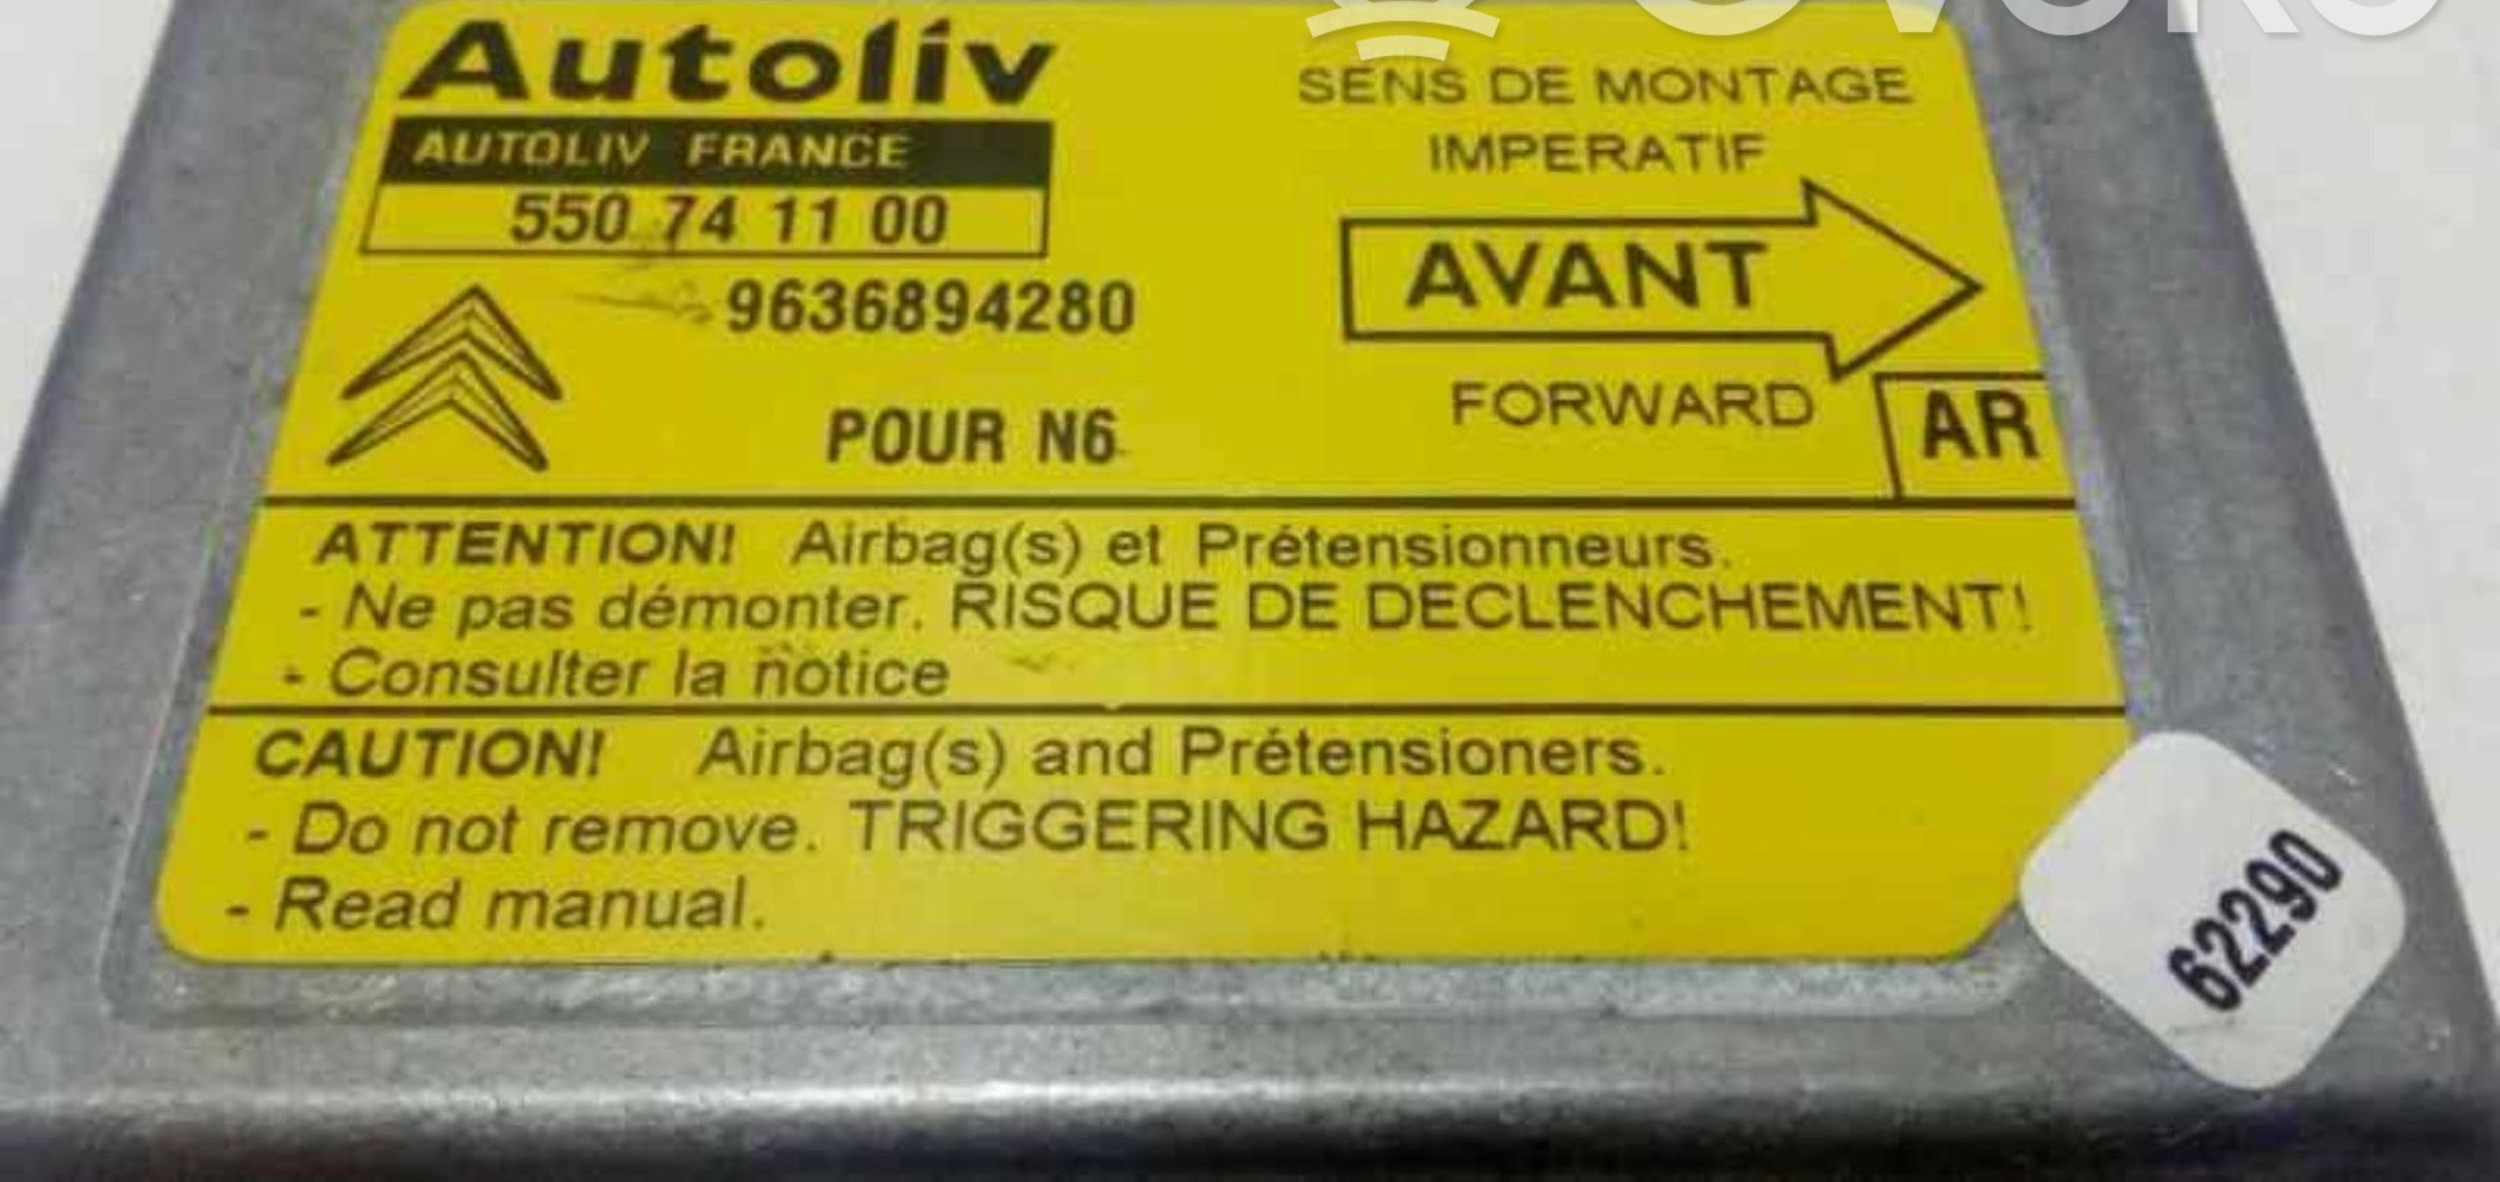 Autoliv
AUTOLIV FRANCE
550 74 11 00
9636894280
POUR N6
SENS DE MONTAGE
IMPERATIF
AVANT
FORWARD
AR
ATTENTION! Airbag(s) et Prétensionneurs.
- Ne pas démonter. RISQUE DE DECLENCHEMENT!
- Consulter la notice
CAUTION! Airbag(s) and Prétensioners.
- Do not remove. TRIGGERING HAZARD!
- Read manual.
62290